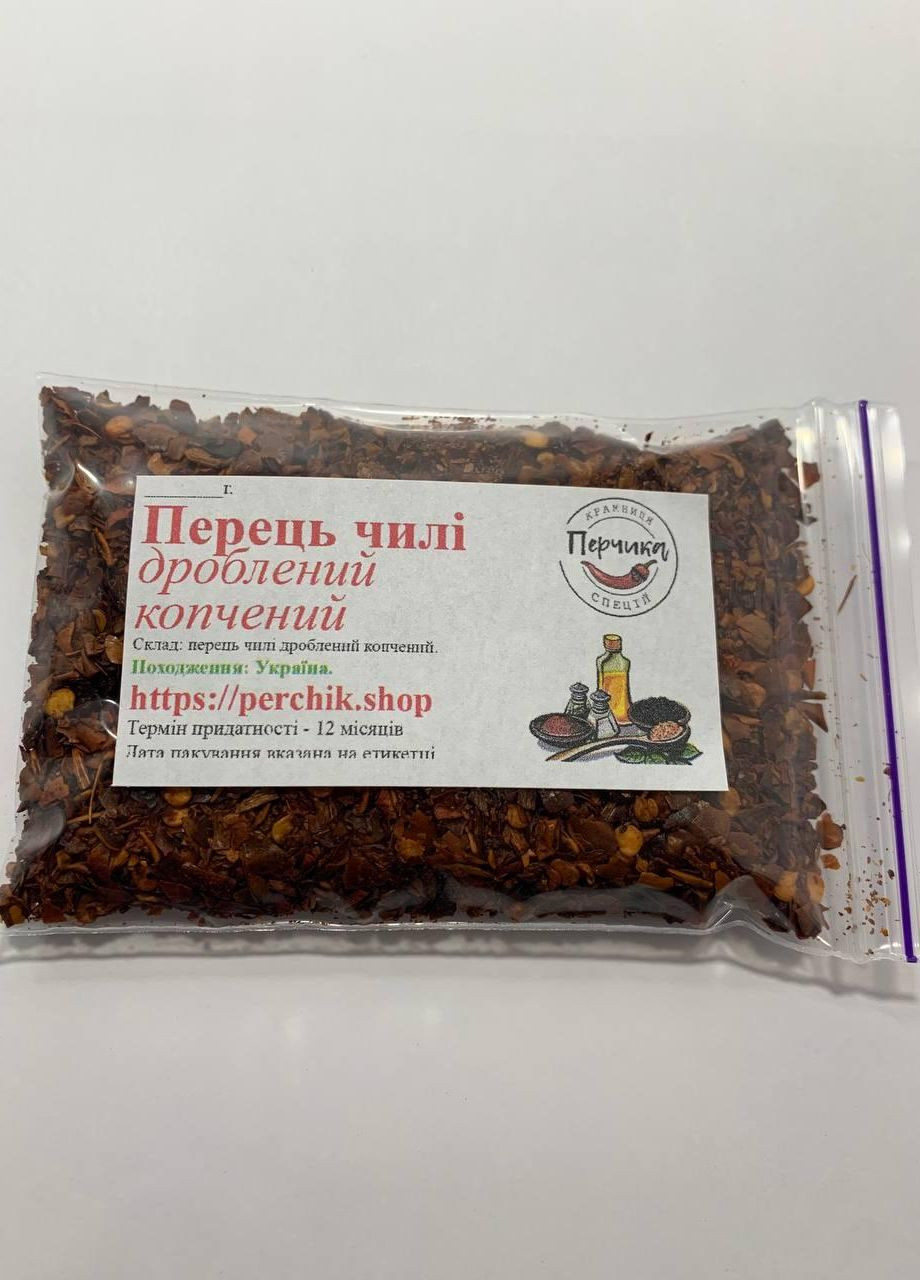 __________г.
Перець чилі
дроблений
копчений
Склад: перець чилі дроблений копчений.
Походження: Україна.
https://perchik.shop
Термін придатності - 12 місяців
Дата пакування вказана на етикетці
КРАМНИЦЯ
Перчика
СПЕЦІЙ